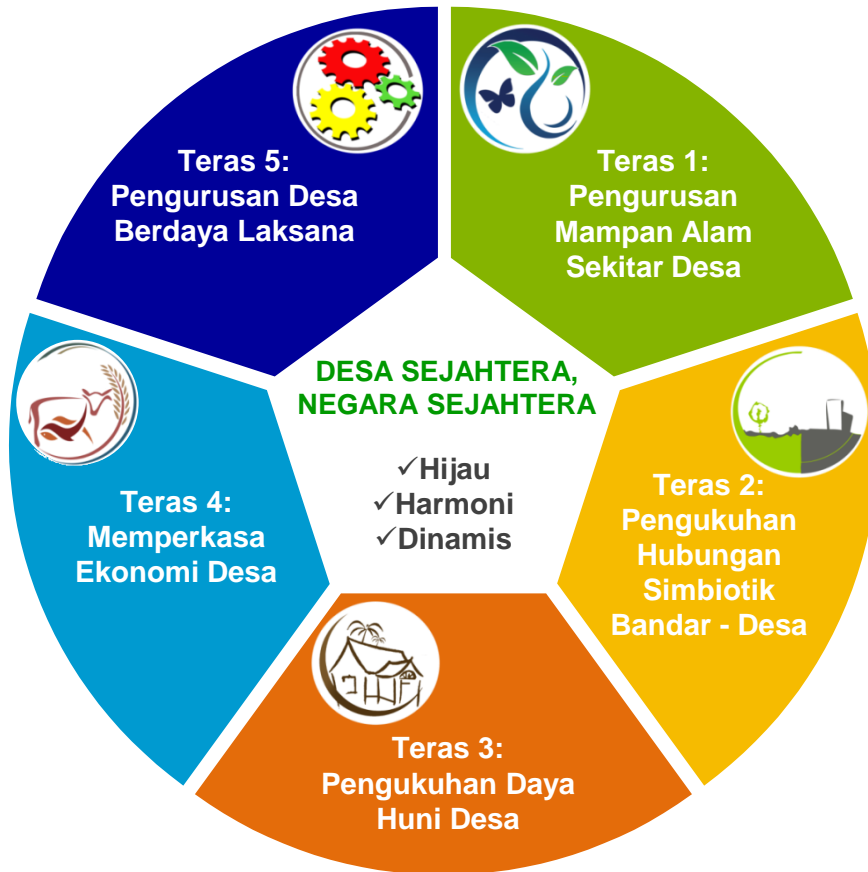 Teras 1:
Pengurusan
Mampan Alam
Sekitar Desa
Teras 2:
Pengukuhan
Hubungan
Simbiotik
Bandar - Desa
Teras 3:
Pengukuhan Daya
Huni Desa
Teras 4:
Memperkasa
Ekonomi Desa
Teras 5:
Pengurusan Desa
Berdaya Laksana
DESA SEJAHTERA,
NEGARA SEJAHTERA
✓Hijau
✓Harmoni
✓Dinamis